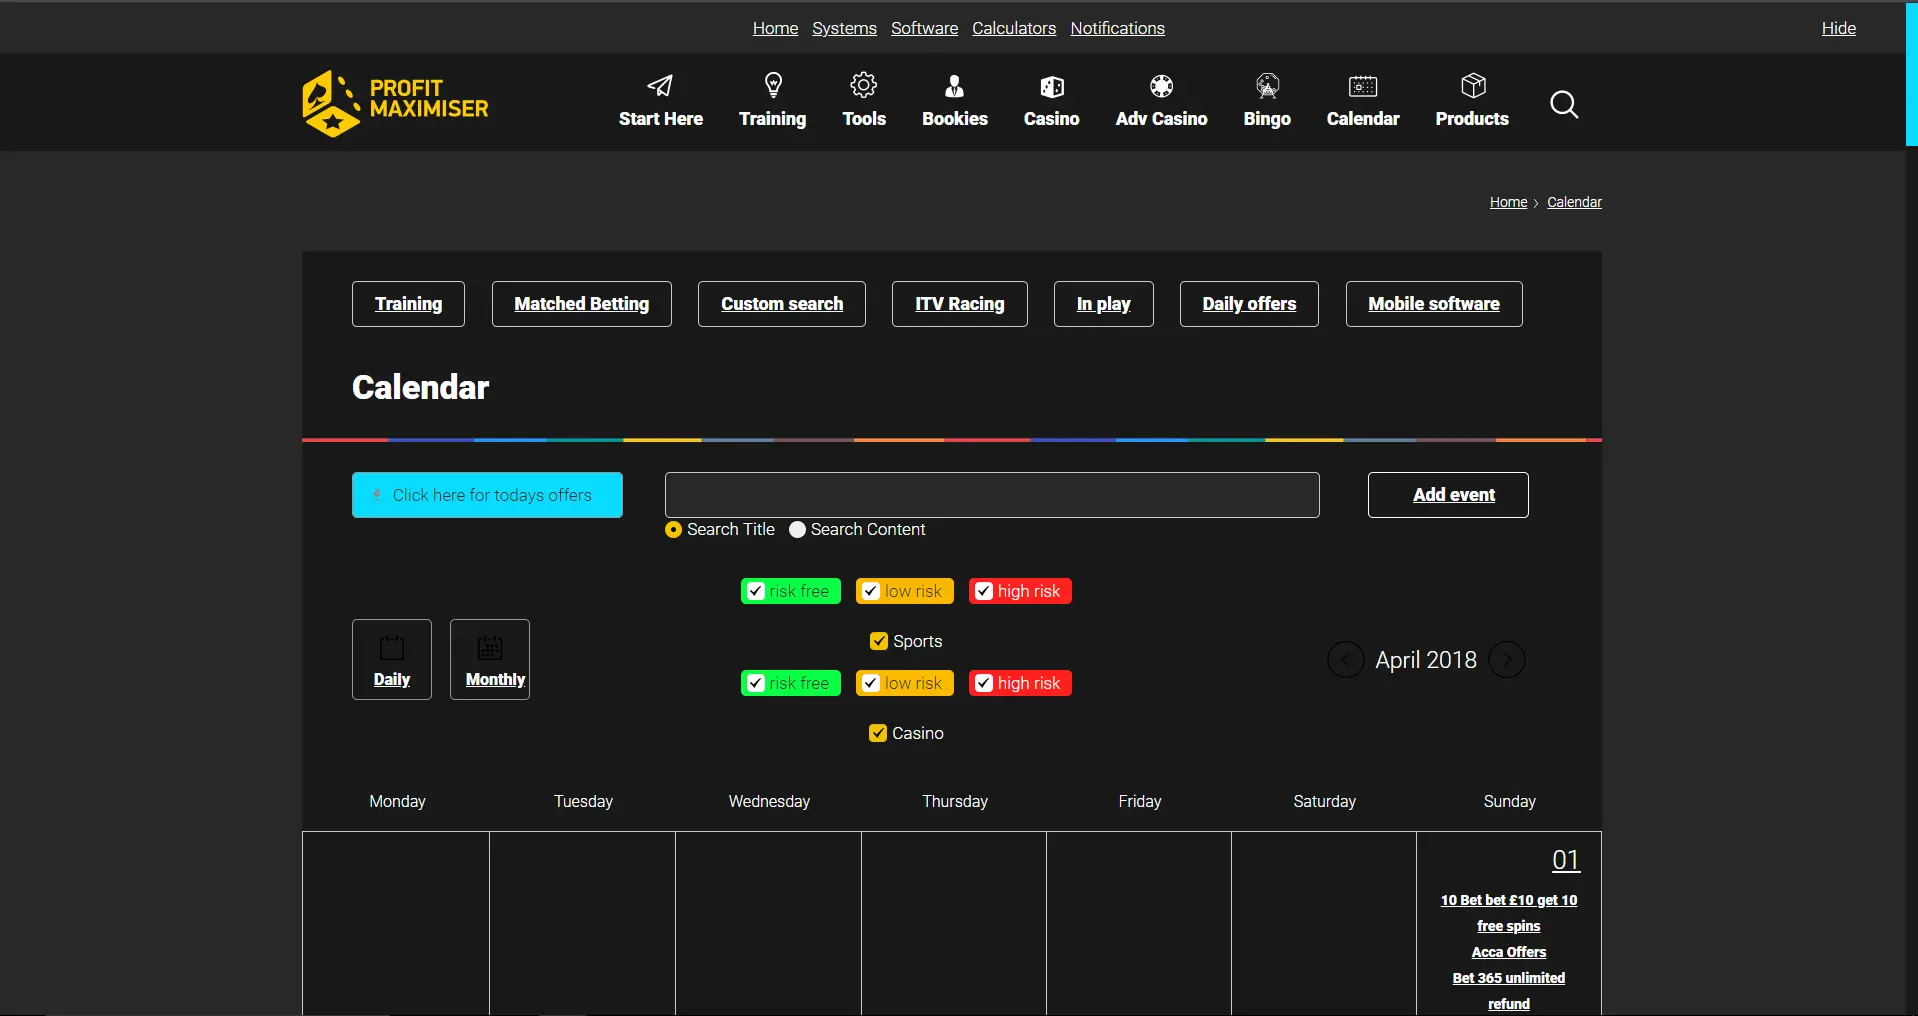 Home Systems Software Calculators Notifications Hide
PROFIT
MAXIMISER
Start Here Training Tools Bookies Casino Adv Casino Bingo Calendar Products
Home › Calendar
Training Matched Betting Custom search ITV Racing In play Daily offers Mobile software
Calendar
Click here for todays offers Add event
Search Title Search Content
risk free low risk high risk
Sports
Daily Monthly April 2018
risk free low risk high risk
Casino
Monday Tuesday Wednesday Thursday Friday Saturday Sunday
01
10 Bet bet £10 get 10
free spins
Acca Offers
Bet 365 unlimited
refund